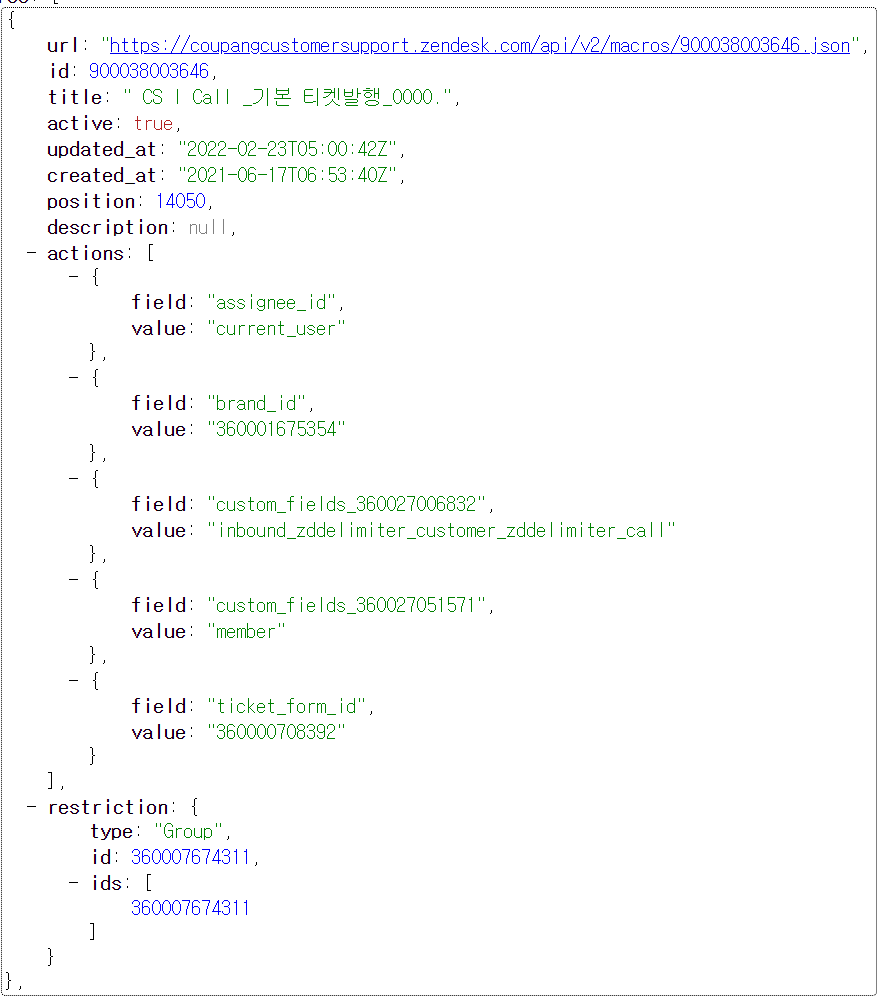 {
url: "https://coupangcustomersupport.zendesk.com/api/v2/macros/900038003646.json",
id: 900038003646,
title: " CS l Call _기본 티켓발행_0000.",
active: true,
updated_at: "2022-02-23T05:00:42Z",
created_at: "2021-06-17T06:53:40Z",
position: 14050,
description: null,
- actions: [
- {
field: "assignee_id",
value: "current_user"
},
- {
field: "brand_id",
value: "360001675354"
},
- {
field: "custom_fields_360027006832",
value: "inbound_zddelimiter_customer_zddelimiter_call"
},
- {
field: "custom_fields_360027051571",
value: "member"
},
- {
field: "ticket_form_id",
value: "360000708392"
}
],
- restriction: {
type: "Group",
id: 360007674311,
- ids: [
360007674311
]
}
},